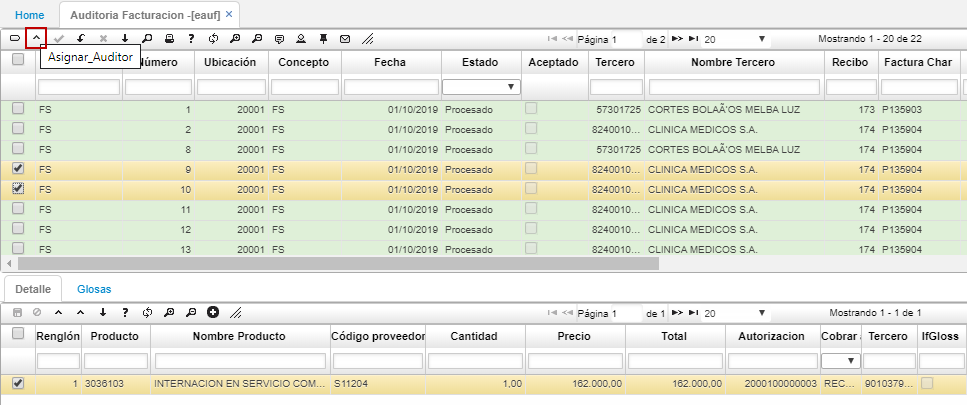 Home Auditoria Facturacion -[eauf] ×
Página 1 de 2 20 Mostrando 1 - 20 de 22
Asignar_Auditor
Número Ubicación Concepto Fecha Estado Aceptado Tercero Nombre Tercero Recibo Factura Char
FS 1 20001 FS 01/10/2019 Procesado 57301725 CORTES BOLAÃ'OS MELBA LUZ 173 P135903
FS 2 20001 FS 01/10/2019 Procesado 8240010... CLINICA MEDICOS S.A. 174 P135904
FS 8 20001 FS 01/10/2019 Procesado 57301725 CORTES BOLAÃ'OS MELBA LUZ 174 P135904
FS 9 20001 FS 01/10/2019 Procesado 8240010... CLINICA MEDICOS S.A. 174 P135904
FS 10 20001 FS 01/10/2019 Procesado 8240010... CLINICA MEDICOS S.A. 174 P135904
FS 11 20001 FS 01/10/2019 Procesado 8240010... CLINICA MEDICOS S.A. 174 P135904
FS 12 20001 FS 01/10/2019 Procesado 8240010... CLINICA MEDICOS S.A. 174 P135904
FS 13 20001 FS 01/10/2019 Procesado 8240010... CLINICA MEDICOS S.A. 174 P135904
Detalle Glosas
Página 1 de 1 20 Mostrando 1 - 1 de 1
Renglón Producto Nombre Producto Código proveedor Cantidad Precio Total Autorizacion Cobrar Tercero IfGloss
1 3036103 INTERNACION EN SERVICIO COM... S11204 1,00 162.000,00 162.000,00 2000100000003 REC... 9010379...